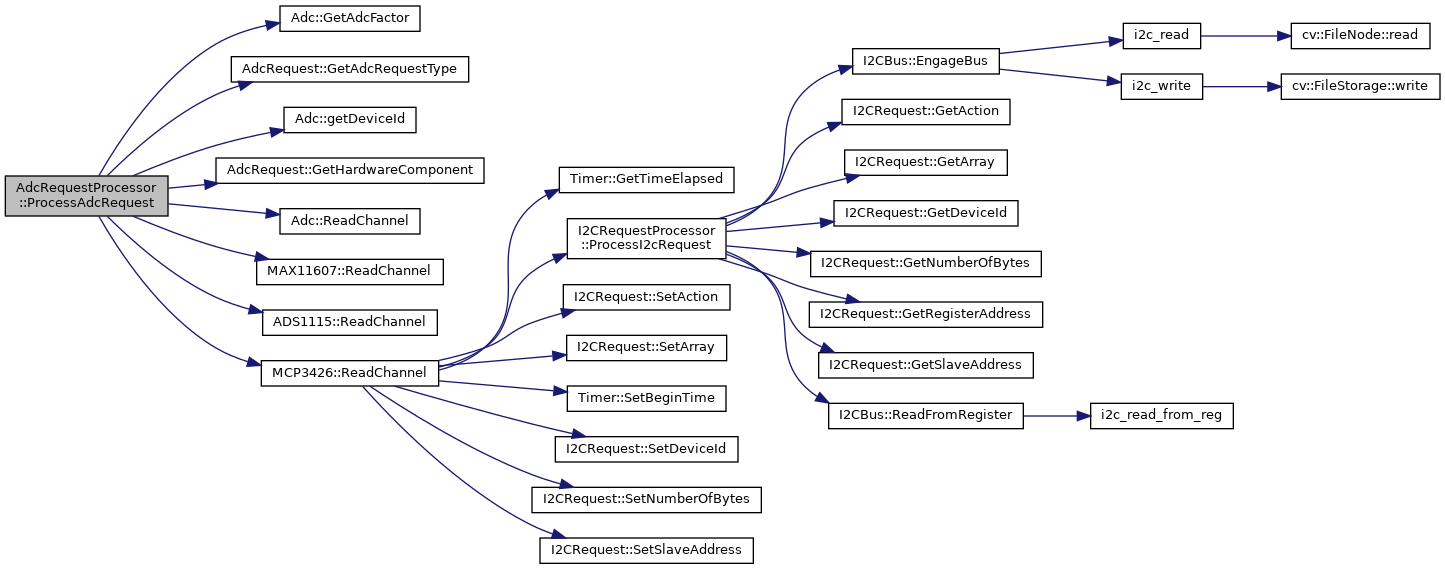 AdcRequestProcessor
::ProcessAdcRequest
Adc::GetAdcFactor
AdcRequest::GetAdcRequestType
Adc::getDeviceId
AdcRequest::GetHardwareComponent
Adc::ReadChannel
MAX11607::ReadChannel
ADS1115::ReadChannel
MCP3426::ReadChannel
Timer::GetTimeElapsed
I2CRequestProcessor
::ProcessI2cRequest
I2CRequest::SetAction
I2CRequest::SetArray
Timer::SetBeginTime
I2CRequest::SetDeviceId
I2CRequest::SetNumberOfBytes
I2CRequest::SetSlaveAddress
I2CBus::EngageBus
I2CRequest::GetAction
I2CRequest::GetArray
I2CRequest::GetDeviceId
I2CRequest::GetNumberOfBytes
I2CRequest::GetRegisterAddress
I2CRequest::GetSlaveAddress
I2CBus::ReadFromRegister
i2c_read
i2c_write
i2c_read_from_reg
cv::FileNode::read
cv::FileStorage::write